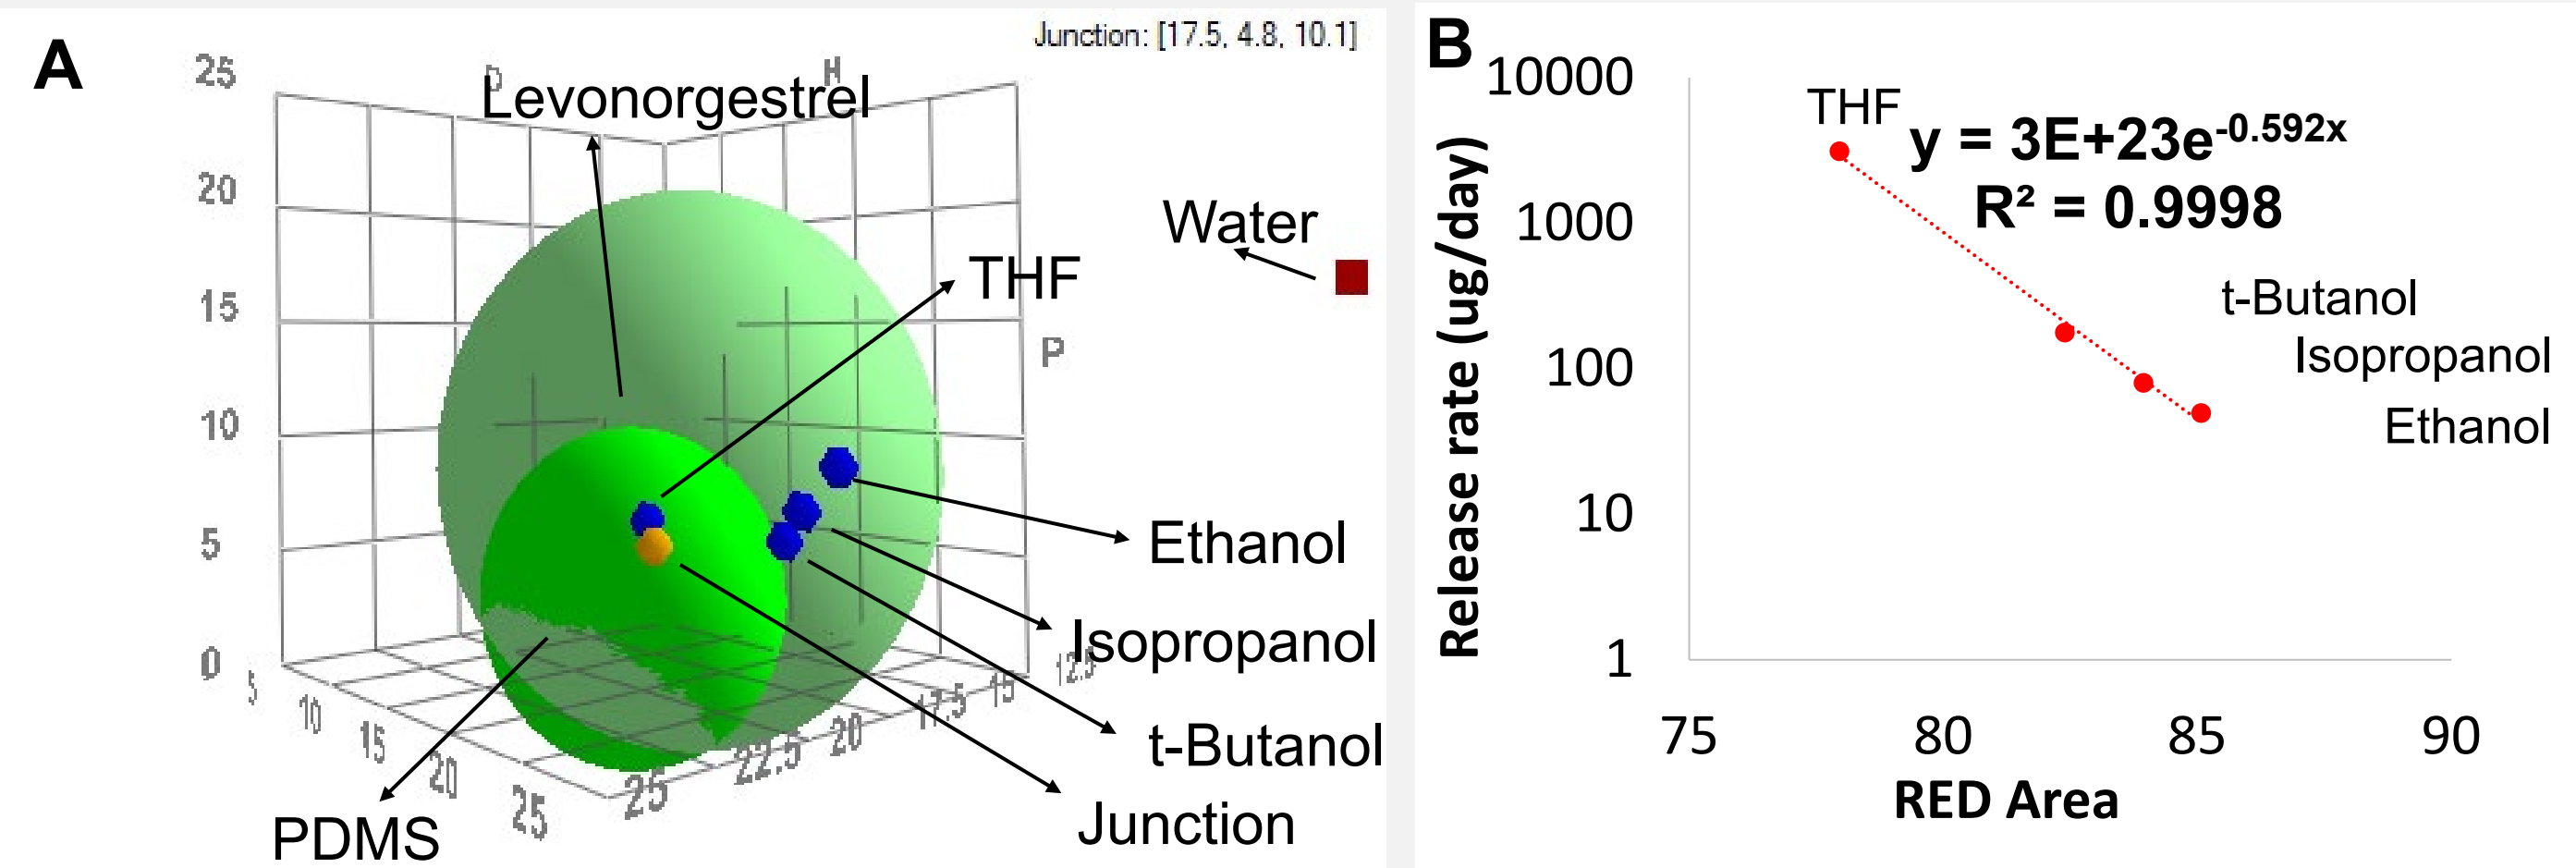 A
Junction: [17.5, 4.8, 10.1]
25
D
H
Levonorgestrel
20
Water
THF
15
P
10
5
Ethanol
0
Isopropanol
5
10
15
20
25
25
22.5
20
17.5
15
12.5
t-Butanol
PDMS
Junction
B
10000
1000
100
10
1
Release rate (ug/day)
THF
y = 3E+23e^-0.592x
R² = 0.9998
t-Butanol
Isopropanol
Ethanol
75
80
85
90
RED Area